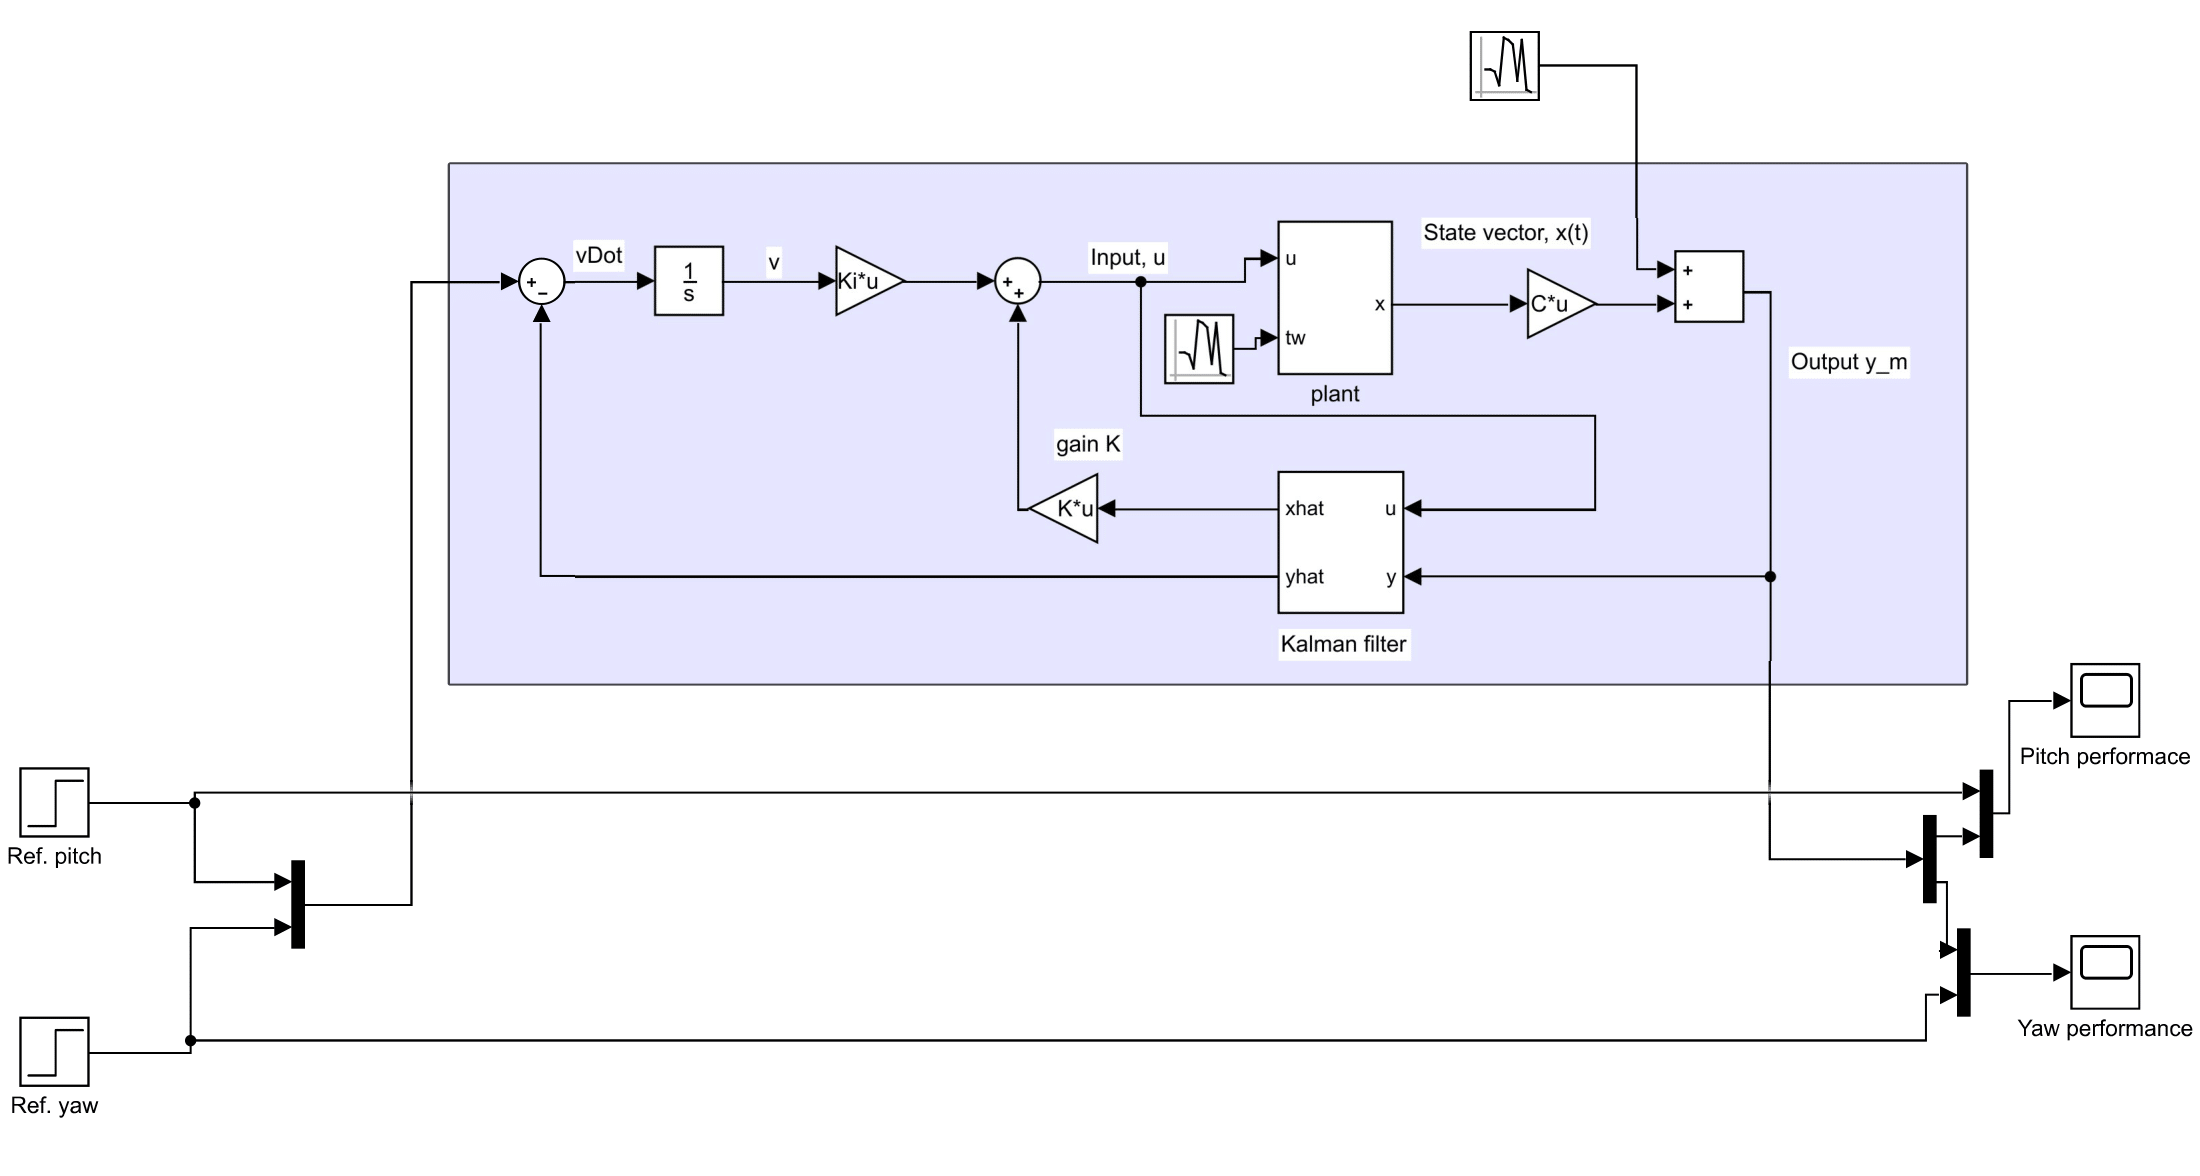 vDot
+
−
1
s
v
Ki*u
+
+
Input, u
u
tw
x
plant
State vector, x(t)
C*u
+
+
Output y_m
gain K
K*u
xhat
u
yhat
y
Kalman filter
Pitch performace
Ref. pitch
Yaw performance
Ref. yaw